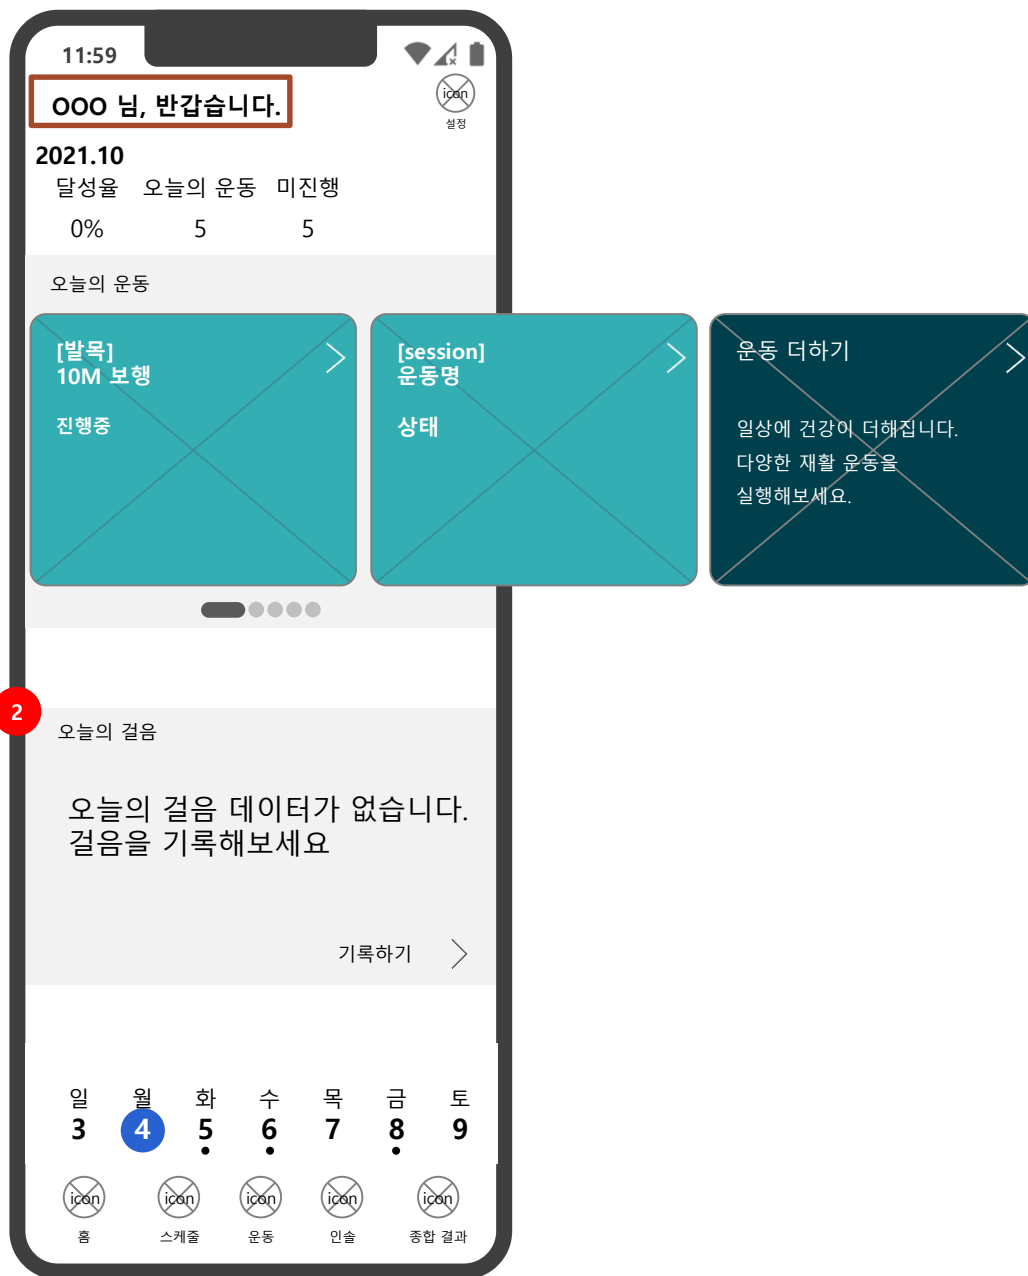 11:59
OOO 님, 반갑습니다.
icon
설정
2021.10
달성율 오늘의 운동 미진행
0% 5 5
오늘의 운동
[발목]
10M 보행
진행중
[session]
운동명
상태
운동 더하기
일상에 건강이 더해집니다.
다양한 재활 운동을
실행해보세요.
2
오늘의 걸음
오늘의 걸음 데이터가 없습니다.
걸음을 기록해보세요
기록하기
일 월 화 수 목 금 토
3 4 5 6 7 8 9
icon icon icon icon icon
홈 스케줄 운동 인솔 종합 결과